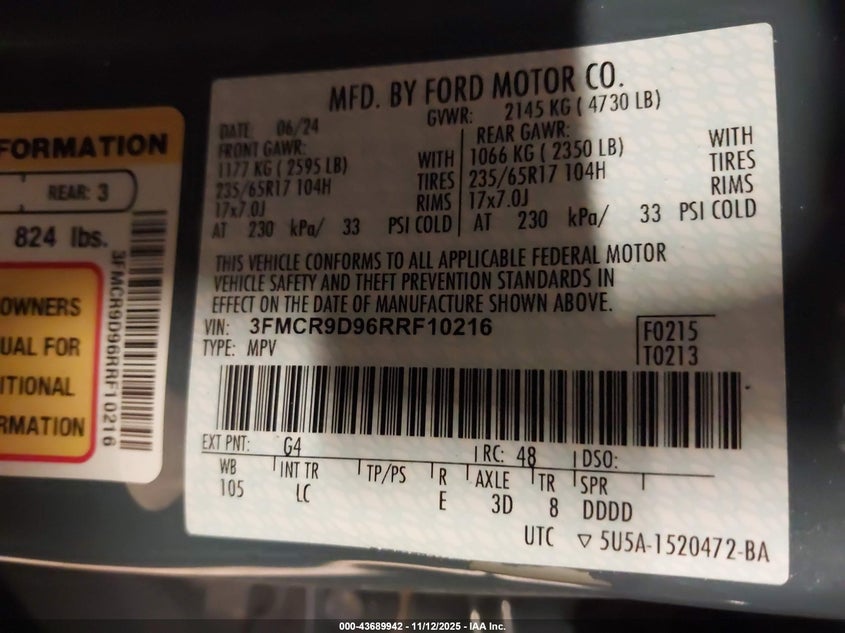 FORMATION
REAR: 3
824 lbs.
OWNERS
UAL FOR
ITIONAL
RMATION
3FMCR9D96RRF10216
MFD. BY FORD MOTOR CO.
DATE: 06/24 GVWR: 2145 KG ( 4730 LB)
FRONT GAWR: REAR GAWR:
1177 KG ( 2595 LB) WITH 1066 KG ( 2350 LB) WITH
235/65R17 104H TIRES 235/65R17 104H TIRES
17x7.0J RIMS 17x7.0J RIMS
AT 230 kPa/ 33 PSI COLD AT 230 kPa/ 33 PSI COLD
THIS VEHICLE CONFORMS TO ALL APPLICABLE FEDERAL MOTOR
VEHICLE SAFETY AND THEFT PREVENTION STANDARDS IN
EFFECT ON THE DATE OF MANUFACTURE SHOWN ABOVE.
VIN: 3FMCR9D96RRF10216 F0215
TYPE: MPV T0213
EXT PNT: G4 RC: 48 DSO:
WB INT TR TP/PS R AXLE TR SPR
105 LC E 3D 8 DDDD
UTC ▽ 5U5A-1520472-BA
000-43689942 - 11/12/2025 - IAA Inc.